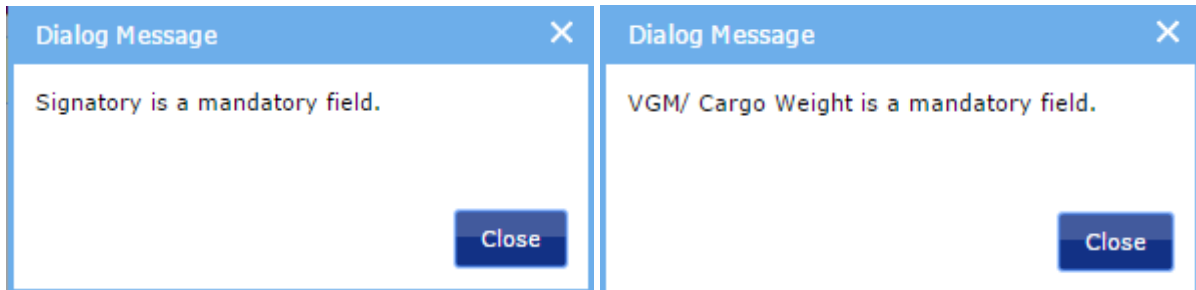 Dialog Message
Signatory is a mandatory field.
Close
Dialog Message
VGM/ Cargo Weight is a mandatory field.
Close